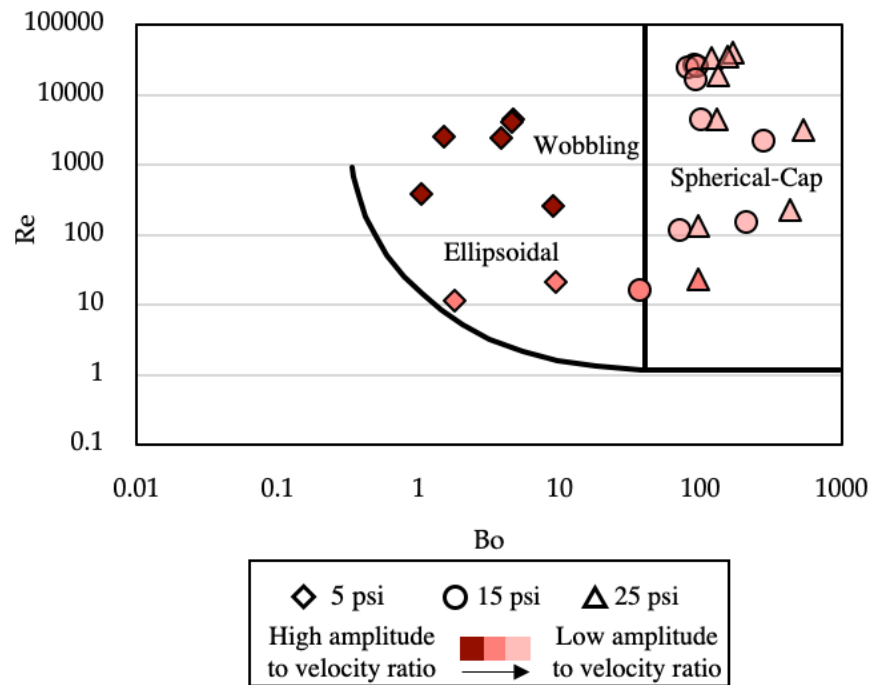 100000
10000
1000
100
10
1
0.1
Re
Wobbling
Spherical-Cap
Ellipsoidal
0.01 0.1 1 10 100 1000
Bo
5 psi 15 psi 25 psi
High amplitude
to velocity ratio
Low amplitude
to velocity ratio